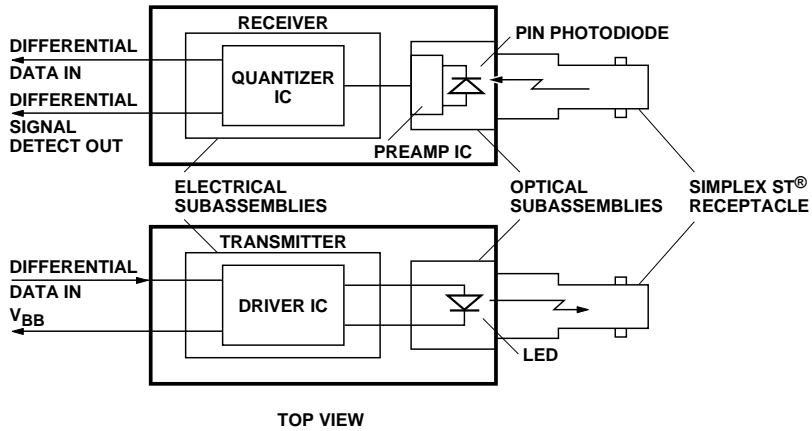 RECEIVER
PIN PHOTODIODE
DIFFERENTIAL
DATA IN
DIFFERENTIAL
SIGNAL
DETECT OUT
QUANTIZER
IC
PREAMP IC
ELECTRICAL
SUBASSEMBLIES
OPTICAL
SUBASSEMBLIES
SIMPLEX ST®
RECEPTACLE
TRANSMITTER
DIFFERENTIAL
DATA IN
VBB
DRIVER IC
LED
TOP VIEW